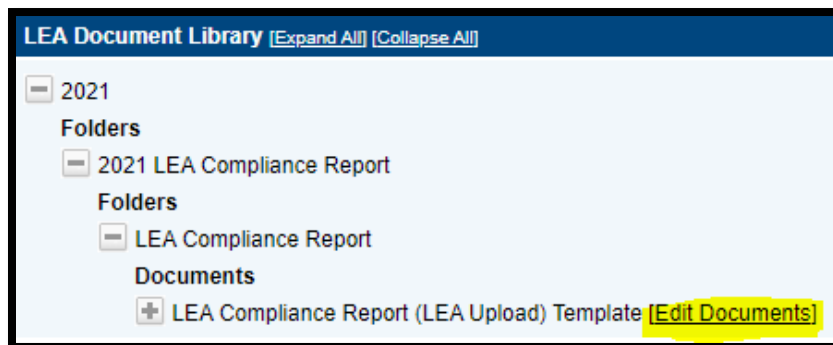 LEA Document Library [Expand All] [Collapse All]
2021
Folders
2021 LEA Compliance Report
Folders
LEA Compliance Report
Documents
LEA Compliance Report (LEA Upload) Template [Edit Documents]